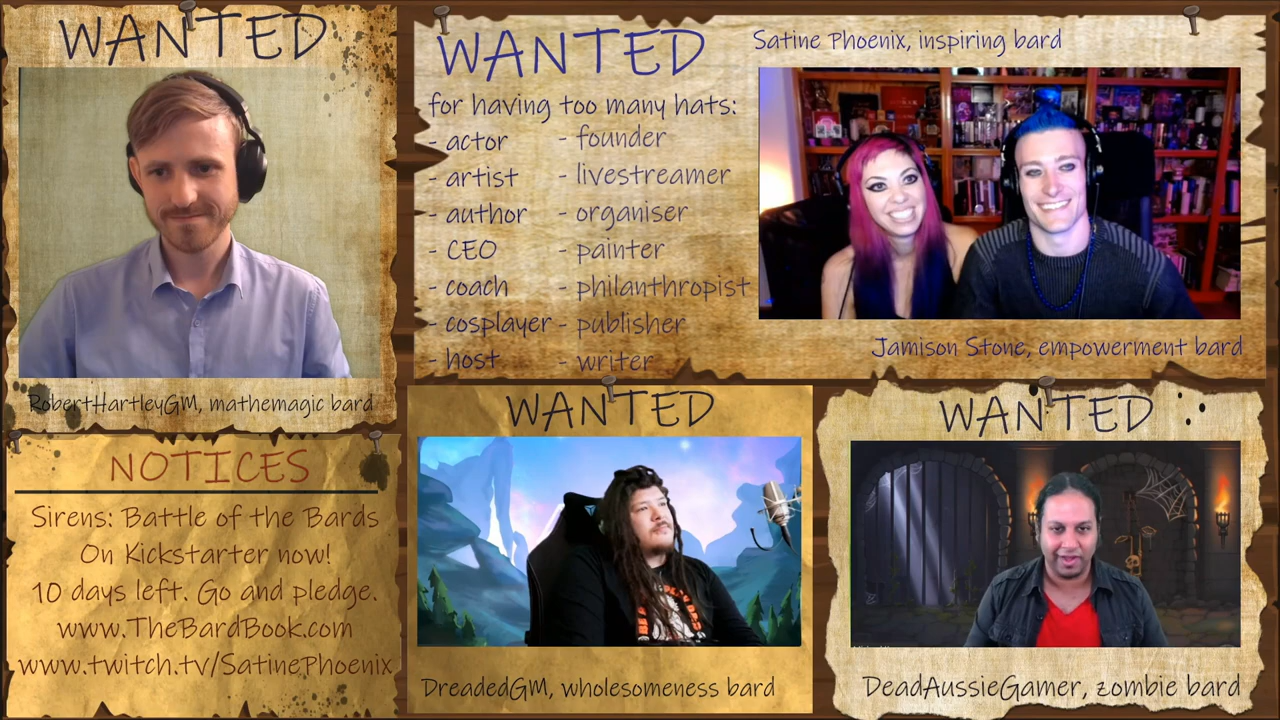 WANTED
RobertHartleyGM, mathemagic bard
NOTICES
Sirens: Battle of the Bards
On Kickstarter now!
10 days left. Go and pledge.
www.TheBardBook.com
www.twitch.tv/SatinePhoenix
WANTED
for having too many hats:
- actor
- artist
- author
- CEO
- coach
- cosplayer
- host
- founder
- livestreamer
- organiser
- painter
- philanthropist
- publisher
- writer
Satine Phoenix, inspiring bard
Jamison Stone, empowerment bard
WANTED
DreadedGM, wholesomeness bard
WANTED
DeadAussieGamer, zombie bard